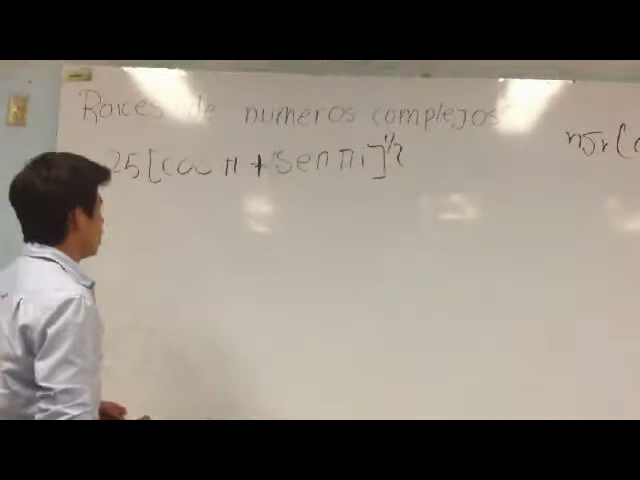 Raices de numeros complejos
25[cos π + sen π i]^1/2
n√r(